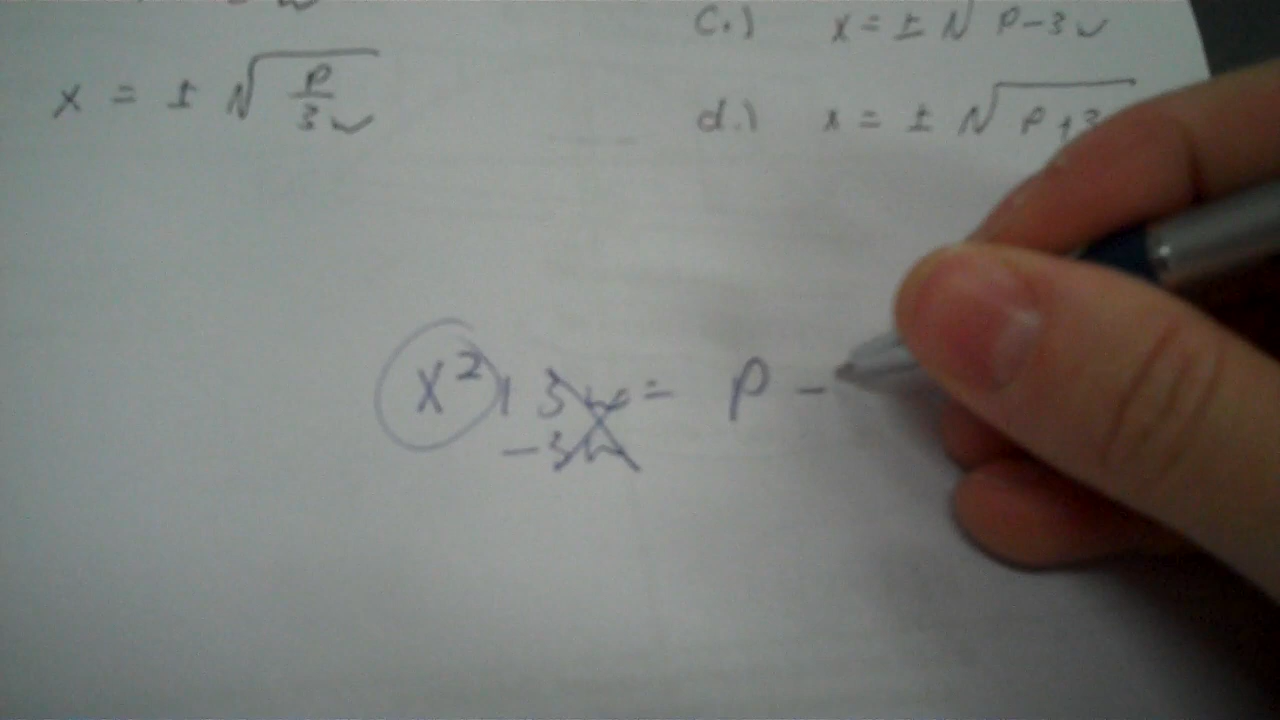 c.) x = ± √ P-3w
x = ± √ P/3w
d.) x = ± √ P+3
x² + 3w = P -
-3w